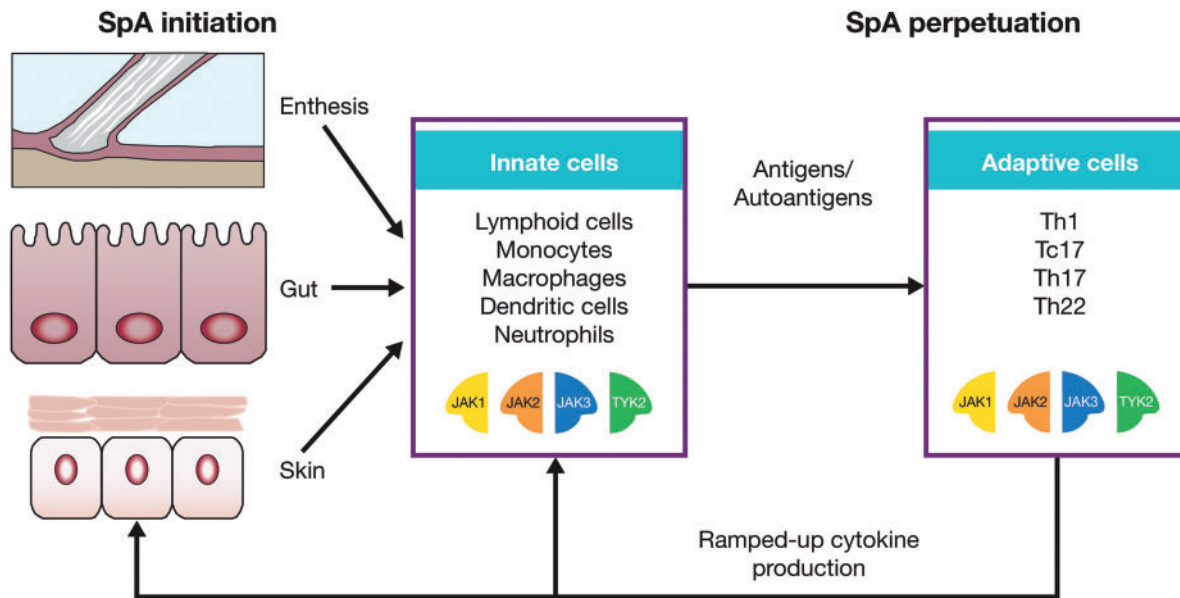 SpA initiation
SpA perpetuation
Enthesis
Gut
Skin
Innate cells
Lymphoid cells
Monocytes
Macrophages
Dendritic cells
Neutrophils
JAK1 JAK2 JAK3 TYK2
Antigens/
Autoantigens
Adaptive cells
Th1
Tc17
Th17
Th22
JAK1 JAK2 JAK3 TYK2
Ramped-up cytokine
production